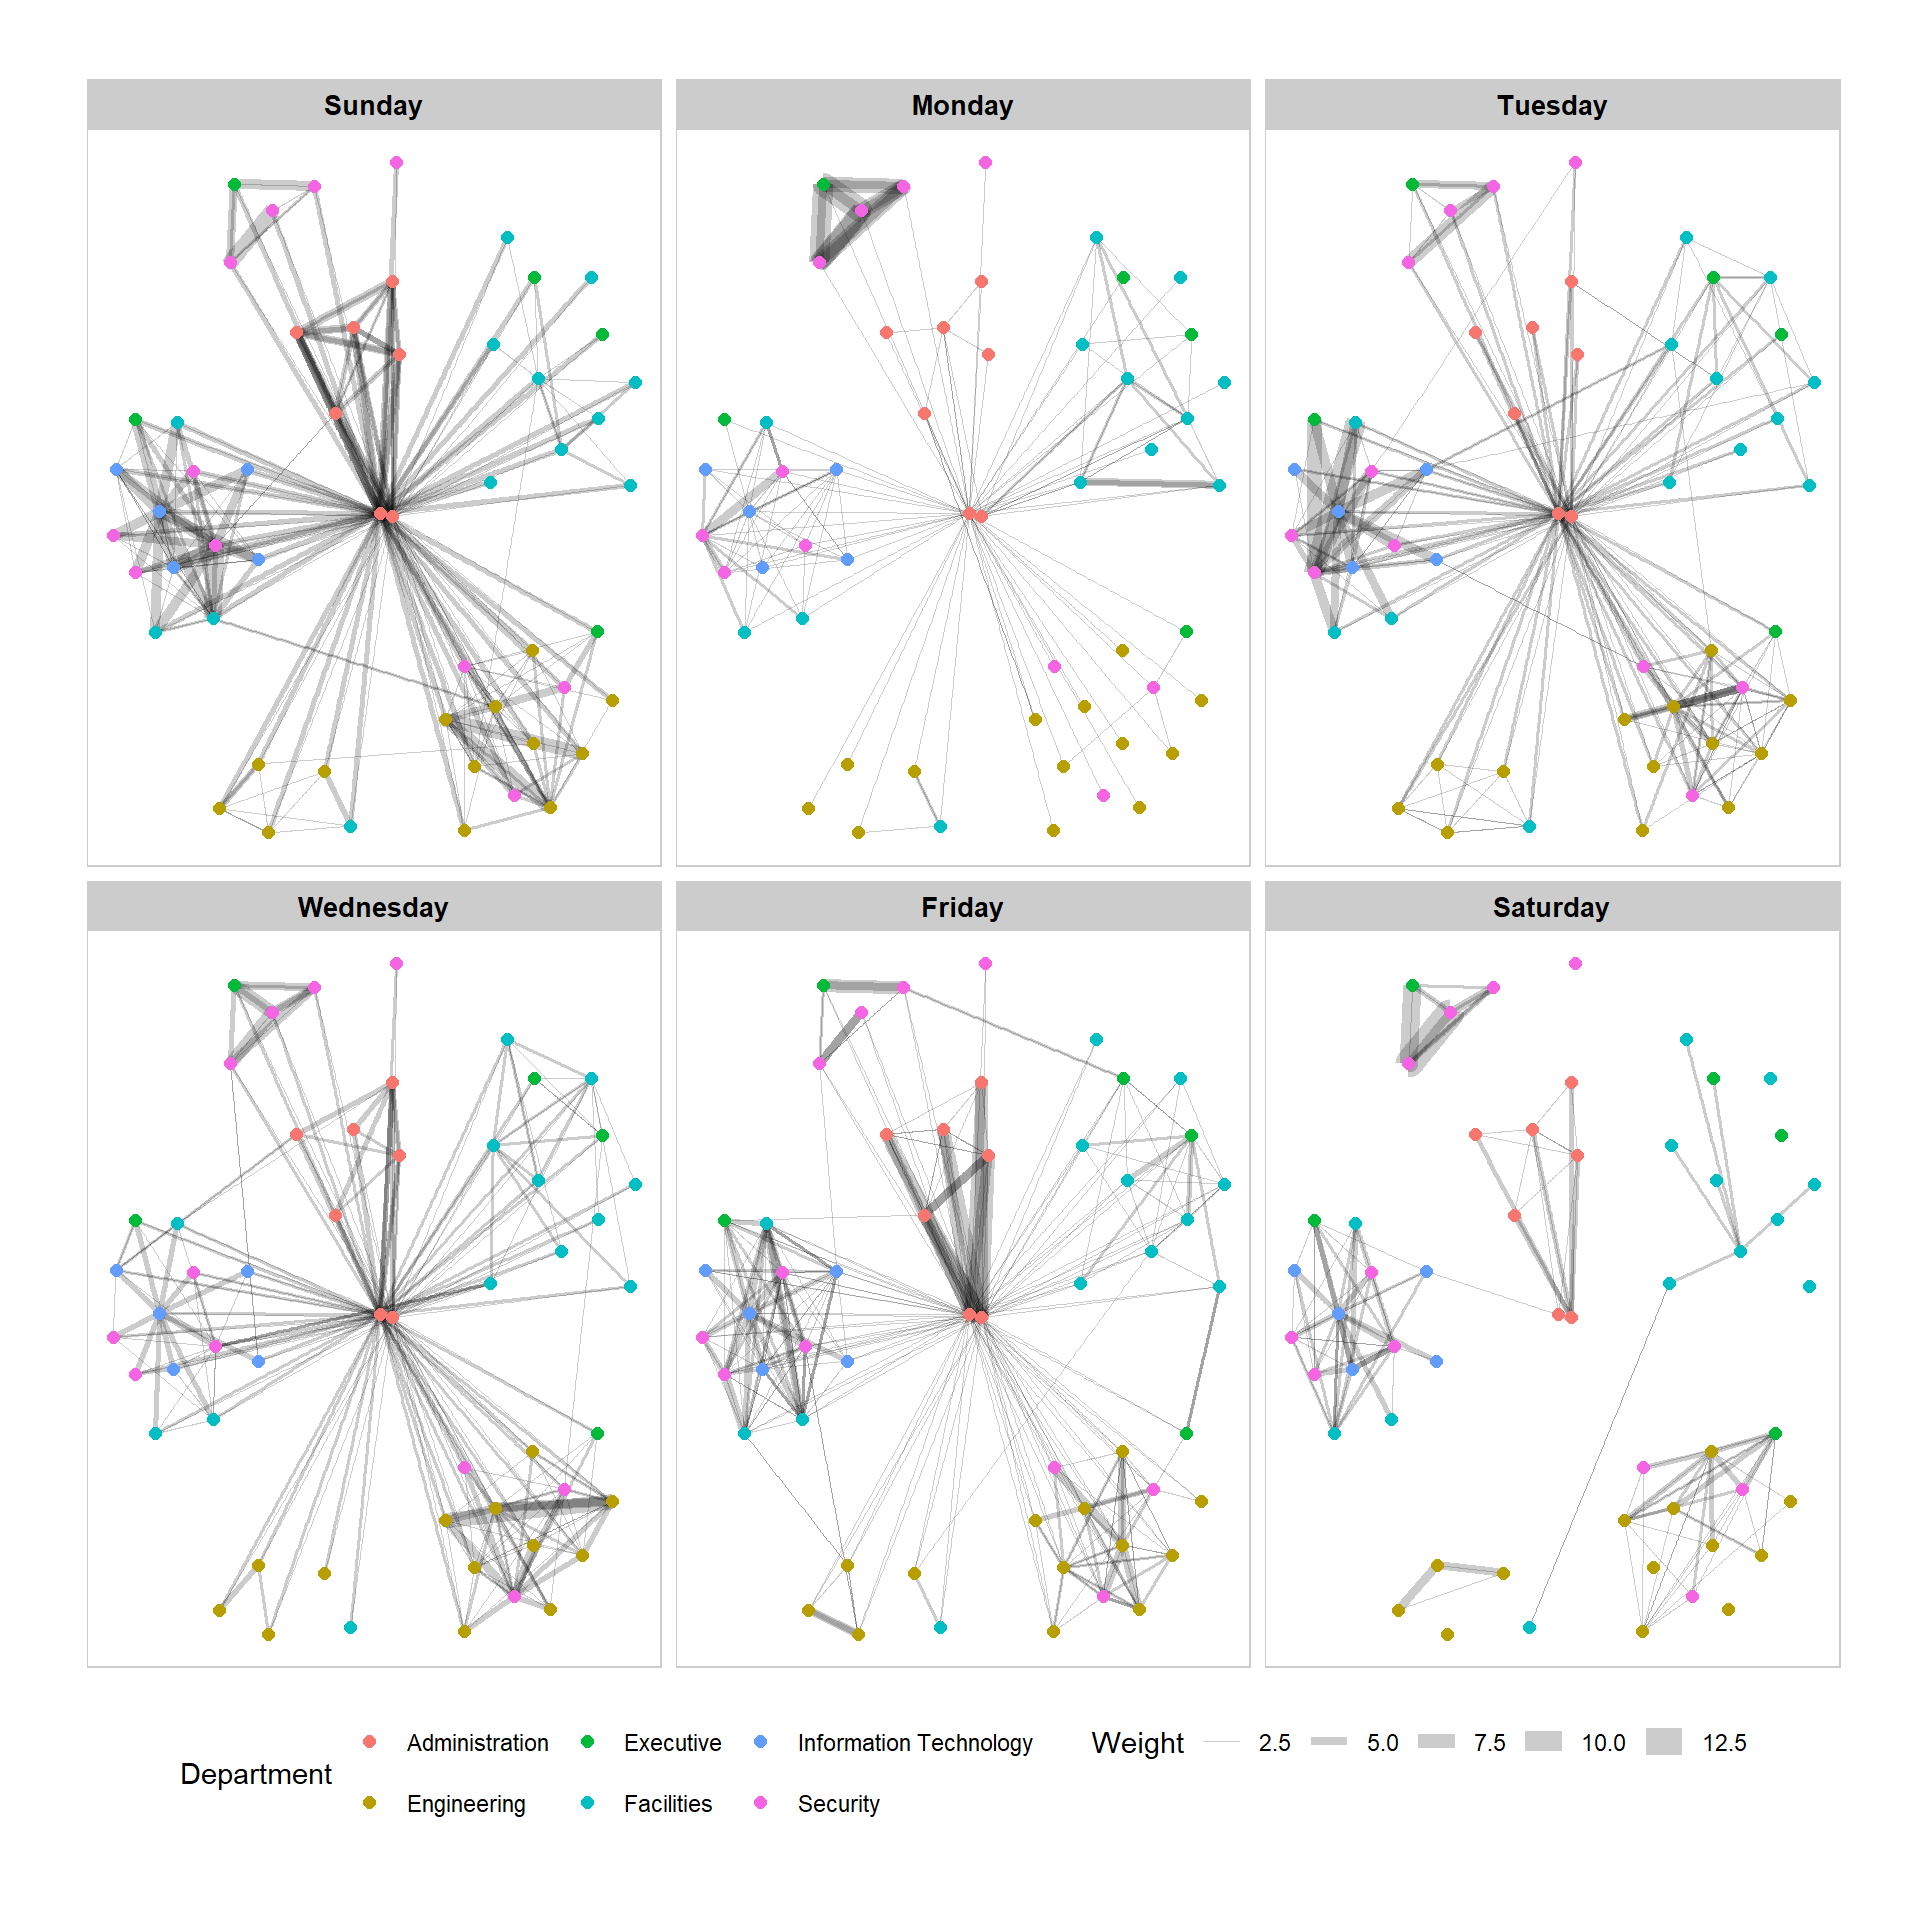 Sunday
Monday
Tuesday
Wednesday
Friday
Saturday
Department
Administration
Executive
Information Technology
Engineering
Facilities
Security
Weight
2.5
5.0
7.5
10.0
12.5